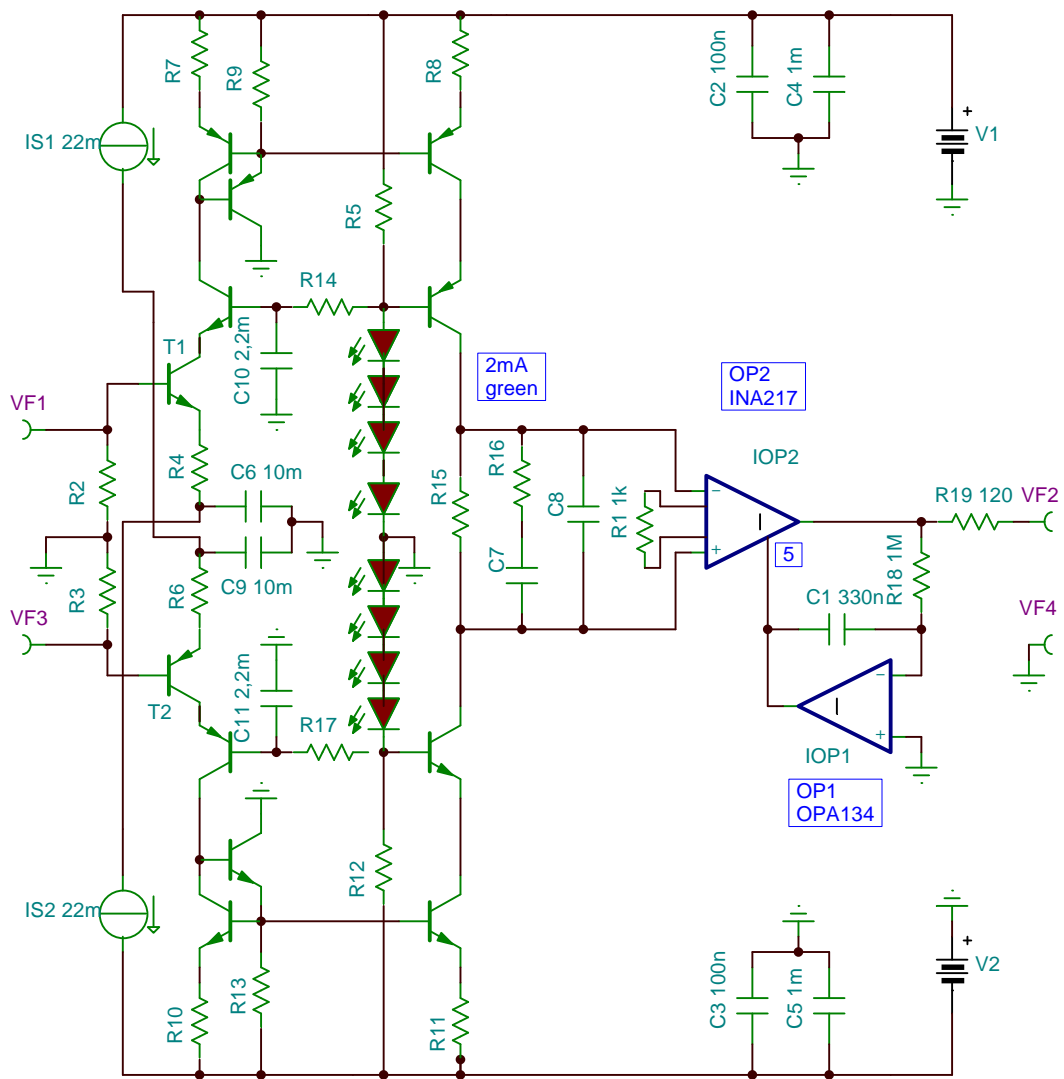 R7
R9
R8
C2 100n
C4 1m
IS1 22m
+
V1
R5
R14
C10 2,2m
T1
2mA
green
OP2
INA217
VF1
IOP2
R4
R16
R2
C6 10m
R15
C8
R1 1k
−
R19 120
VF2
+
5
C9 10m
C7
R18 1M
R3
R6
C1 330n
VF3
VF4
C11 2,2m
−
T2
R17
+
IOP1
OP1
OPA134
R12
IS2 22m
+
V2
R13
R10
R11
C3 100n
C5 1m